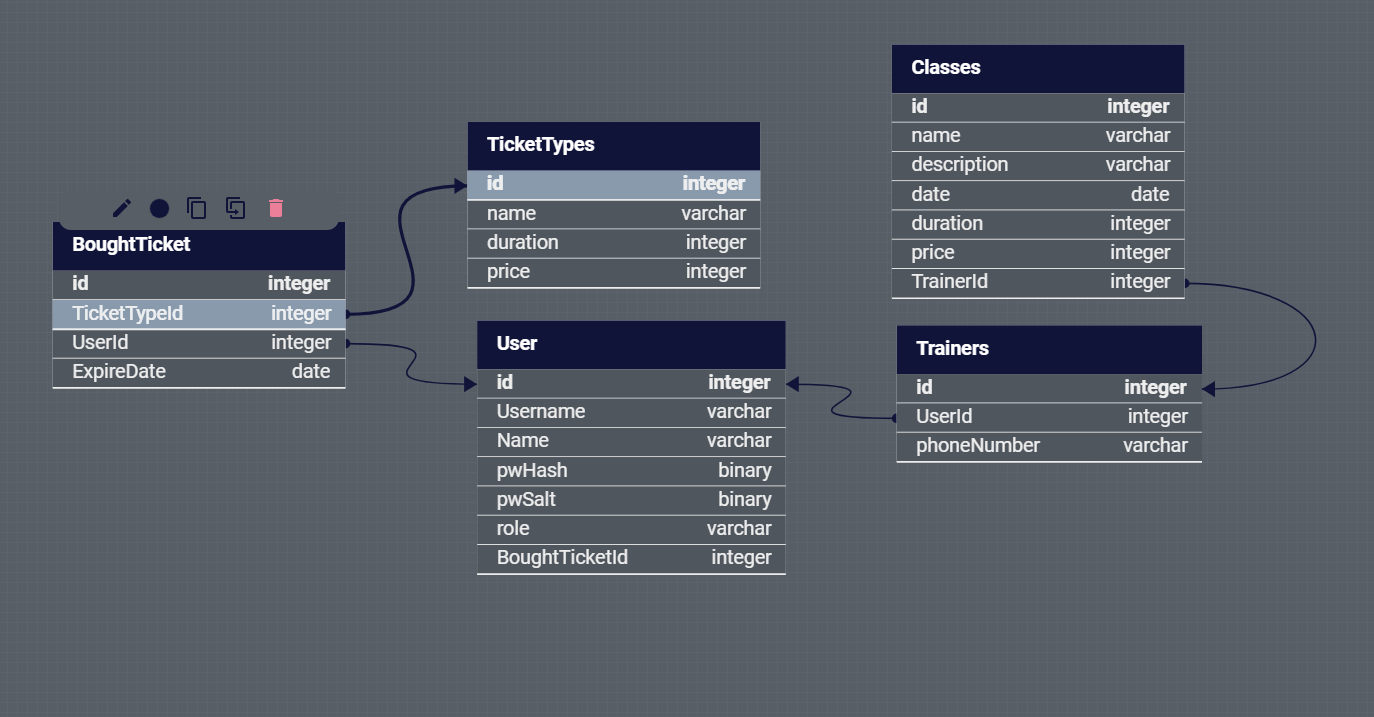 BoughtTicket
id integer
TicketTypeId integer
UserId integer
ExpireDate date
TicketTypes
id integer
name varchar
duration integer
price integer
User
id integer
Username varchar
Name varchar
pwHash binary
pwSalt binary
role varchar
BoughtTicketId integer
Classes
id integer
name varchar
description varchar
date date
duration integer
price integer
TrainerId integer
Trainers
id integer
UserId integer
phoneNumber varchar